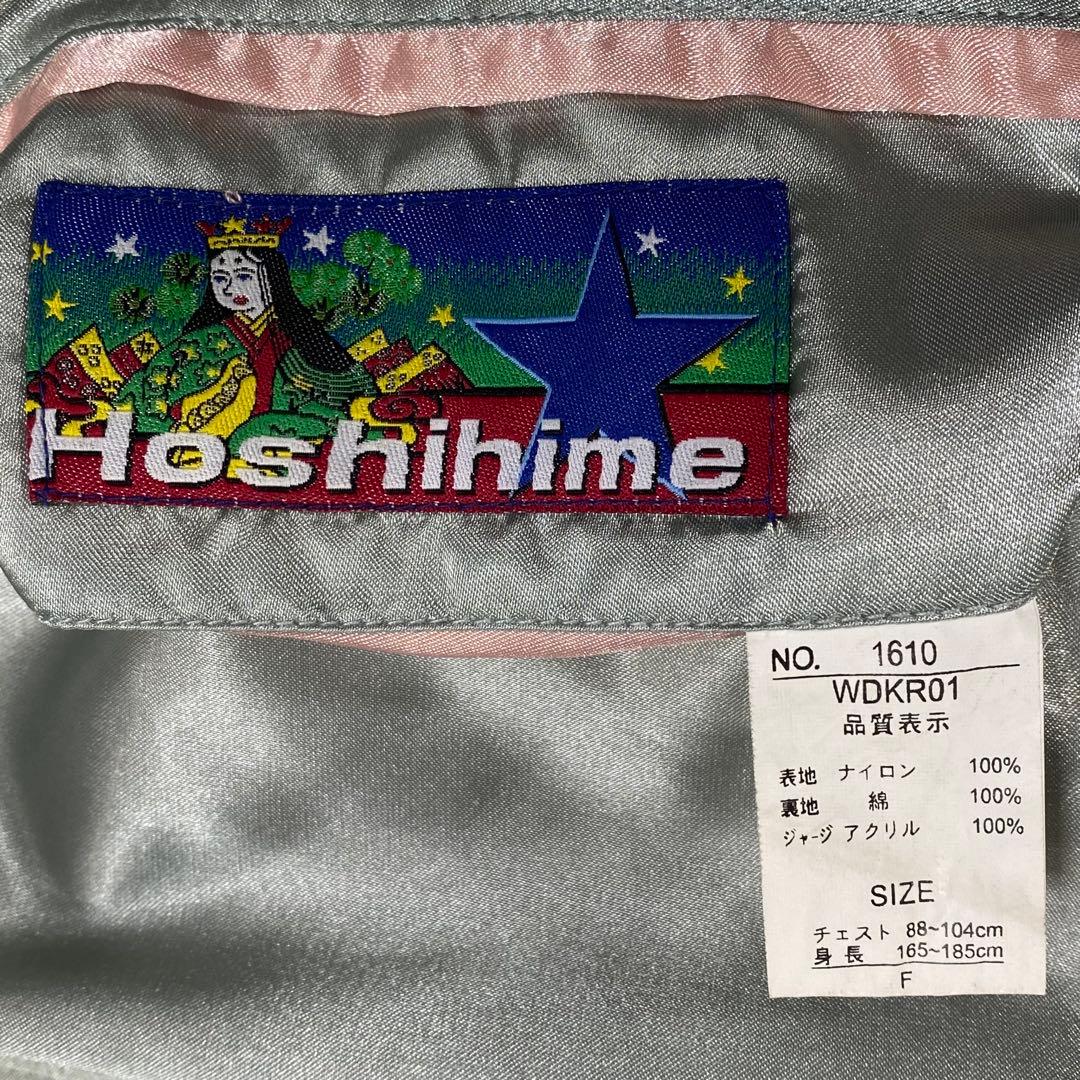 Hoshihime
NO. 1610
WDKR01
品質表示
表地 ナイロン 100%
裏地 綿 100%
ジャージ アクリル 100%
SIZE
チェスト 88~104cm
身長 165~185cm
F